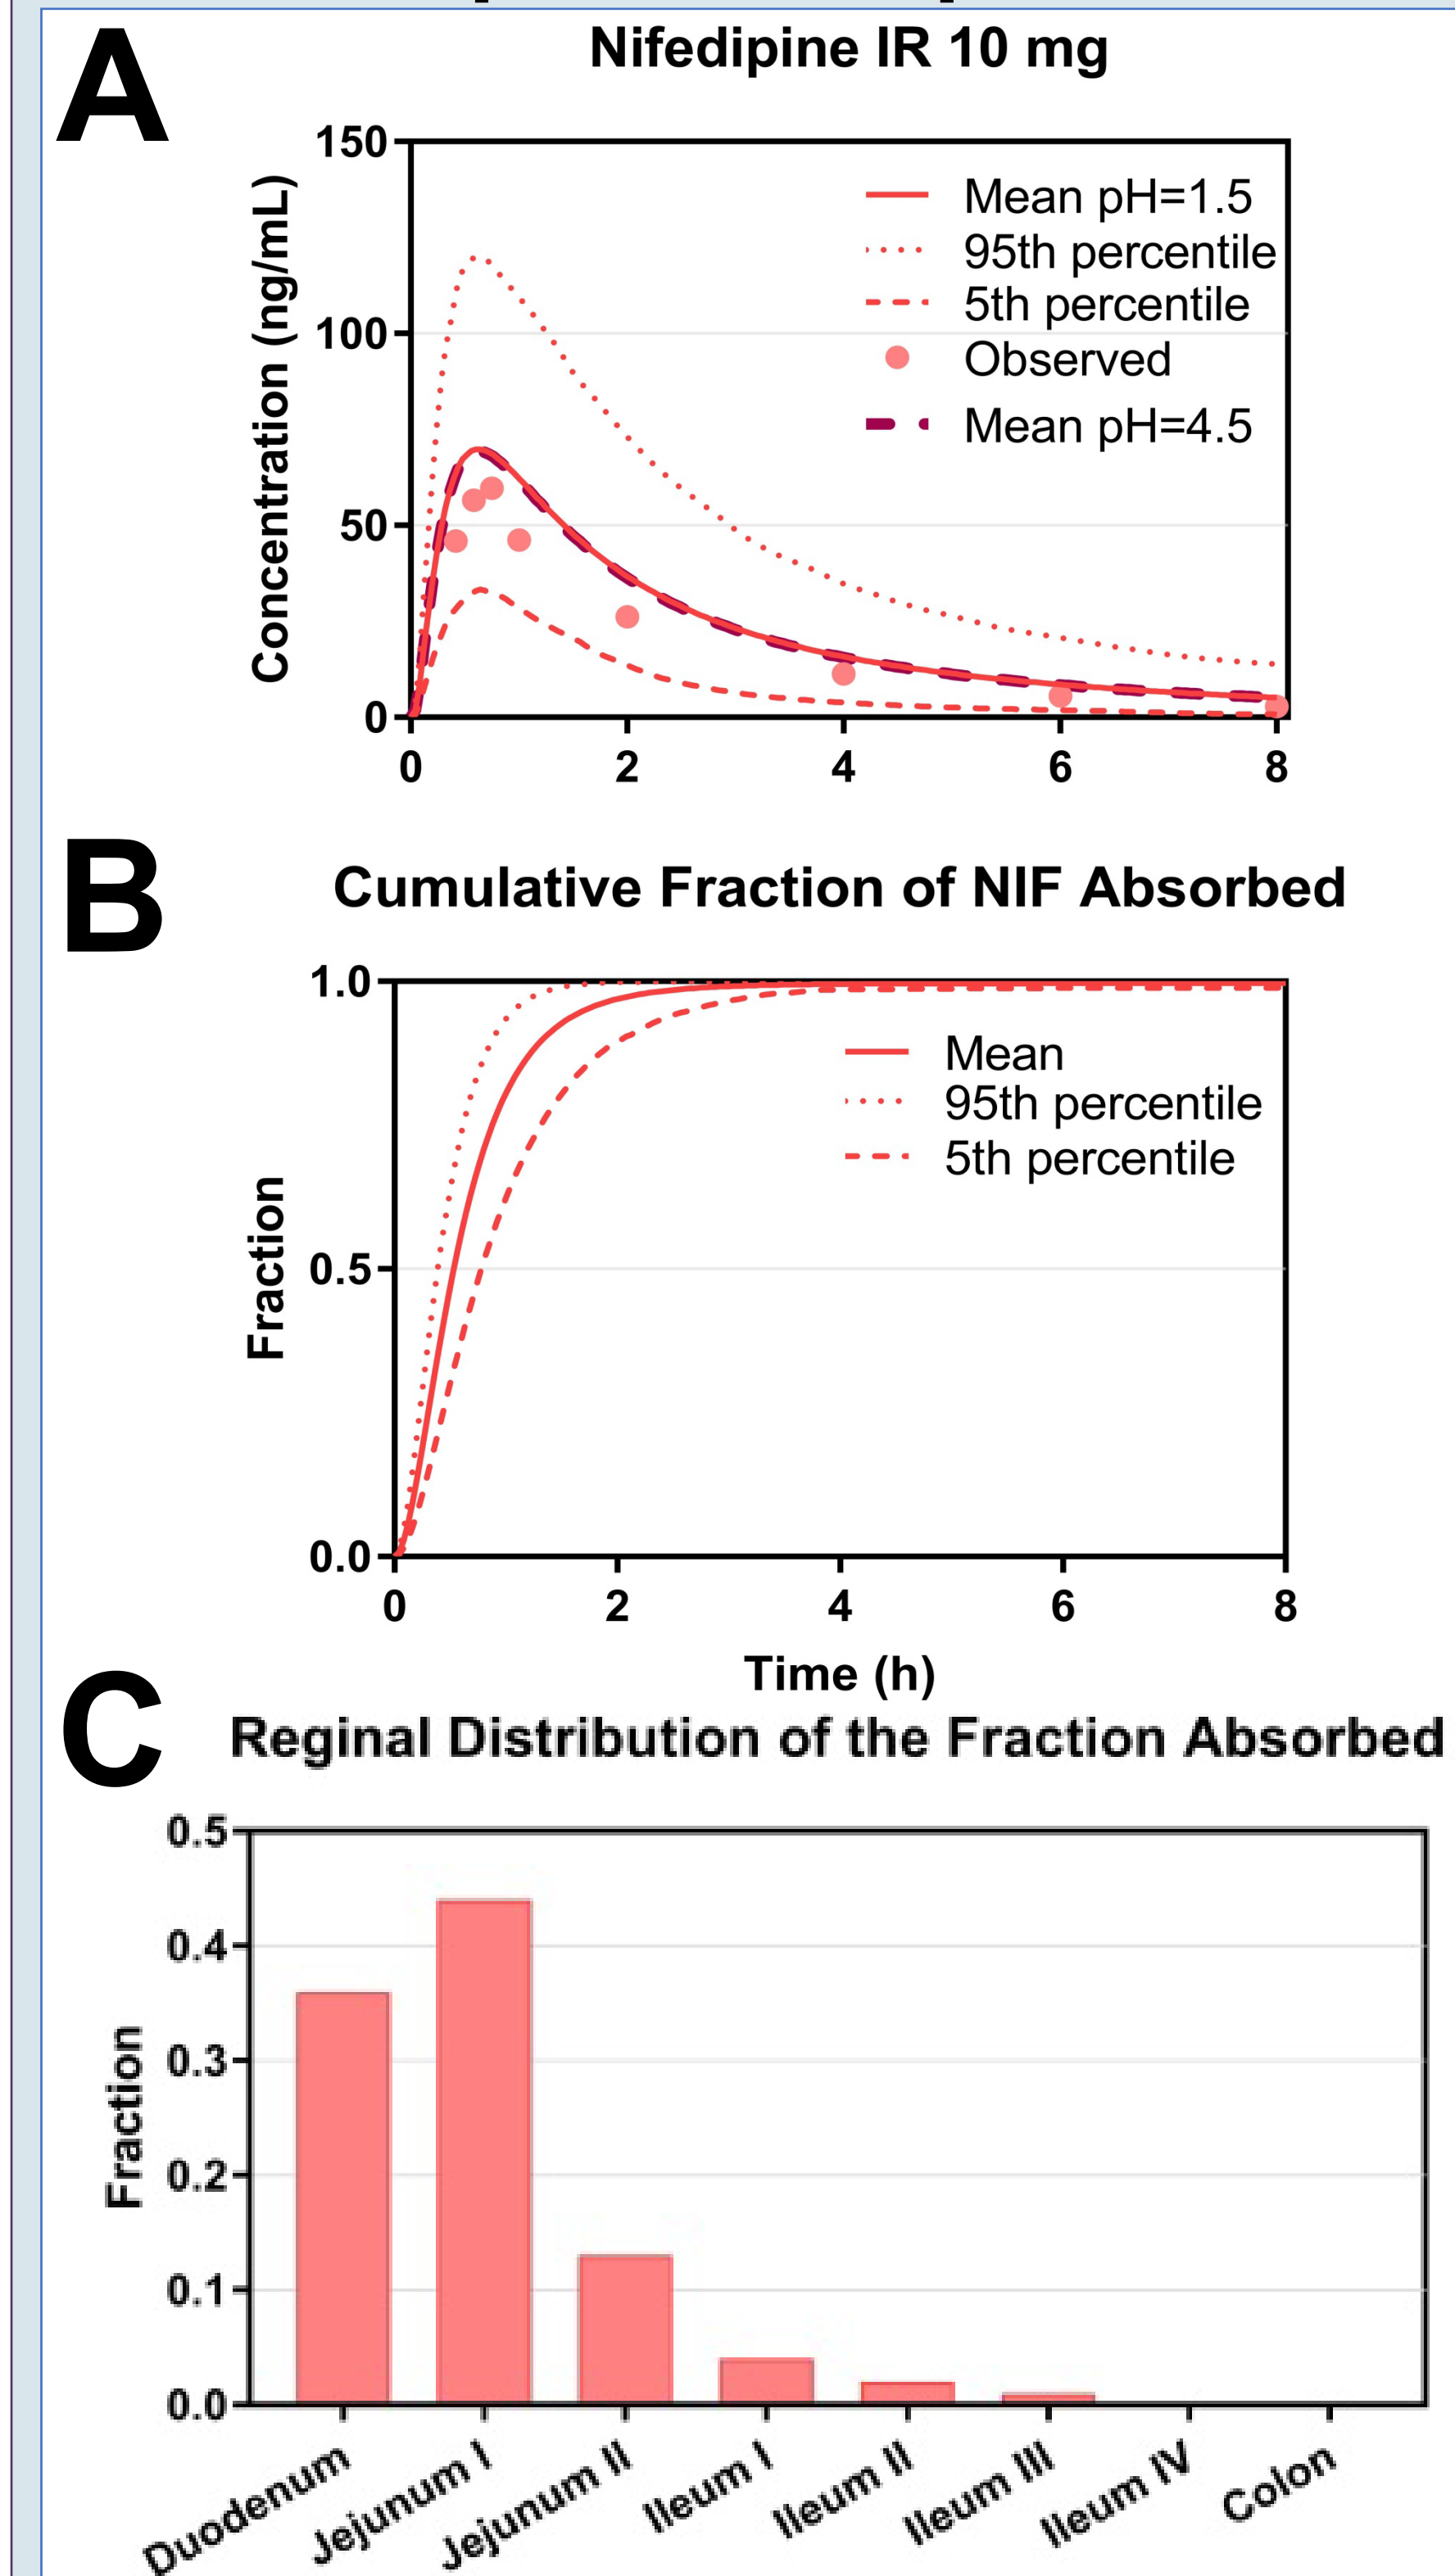 A
Nifedipine IR 10 mg
Concentration (ng/mL)
150
100
50
0
0 2 4 6 8
Mean pH=1.5
95th percentile
5th percentile
Observed
Mean pH=4.5
B
Cumulative Fraction of NIF Absorbed
Fraction
1.0
0.5
0.0
0 2 4 6 8
Mean
95th percentile
5th percentile
Time (h)
C
Reginal Distribution of the Fraction Absorbed
Fraction
0.5
0.4
0.3
0.2
0.1
0.0
Duodenum
Jejunum I
Jejunum II
Ileum I
Ileum II
Ileum III
Ileum IV
Colon